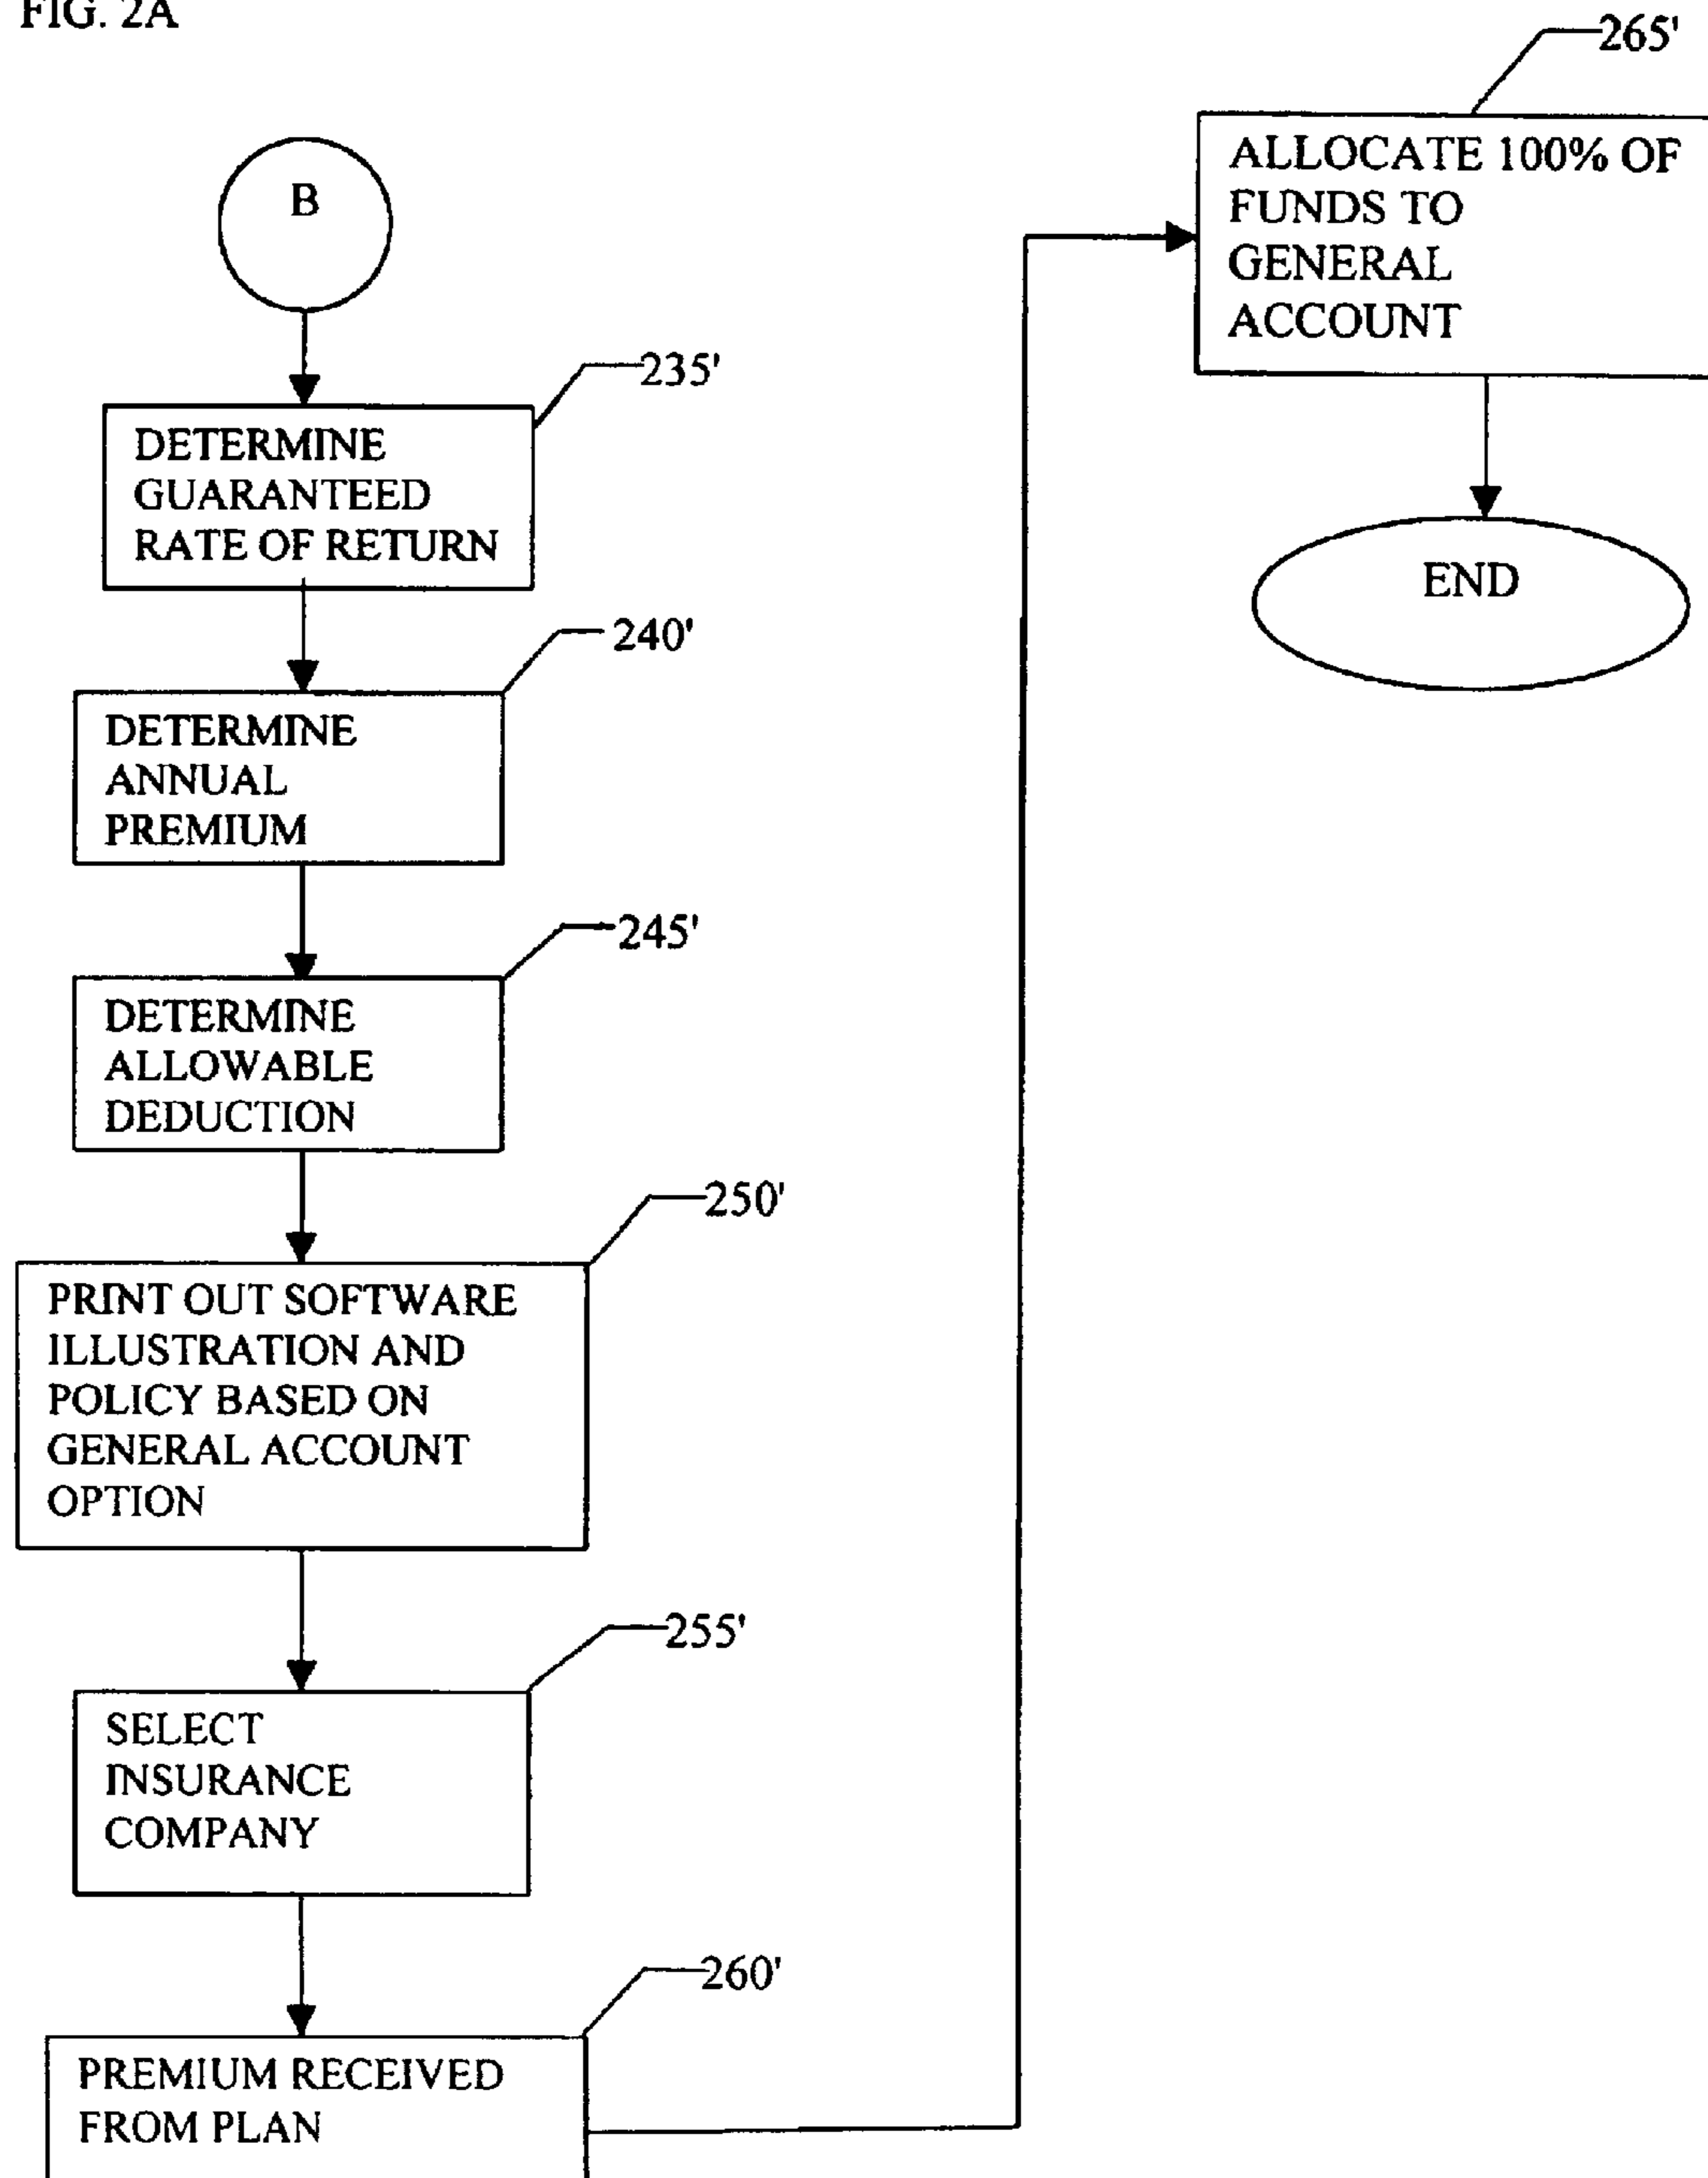 FIG. 2A
B
235'
DETERMINE
GUARANTEED
RATE OF RETURN
240'
DETERMINE
ANNUAL
PREMIUM
245'
DETERMINE
ALLOWABLE
DEDUCTION
250'
PRINT OUT SOFTWARE
ILLUSTRATION AND
POLICY BASED ON
GENERAL ACCOUNT
OPTION
255'
SELECT
INSURANCE
COMPANY
260'
PREMIUM RECEIVED
FROM PLAN
265'
ALLOCATE 100% OF
FUNDS TO
GENERAL
ACCOUNT
END